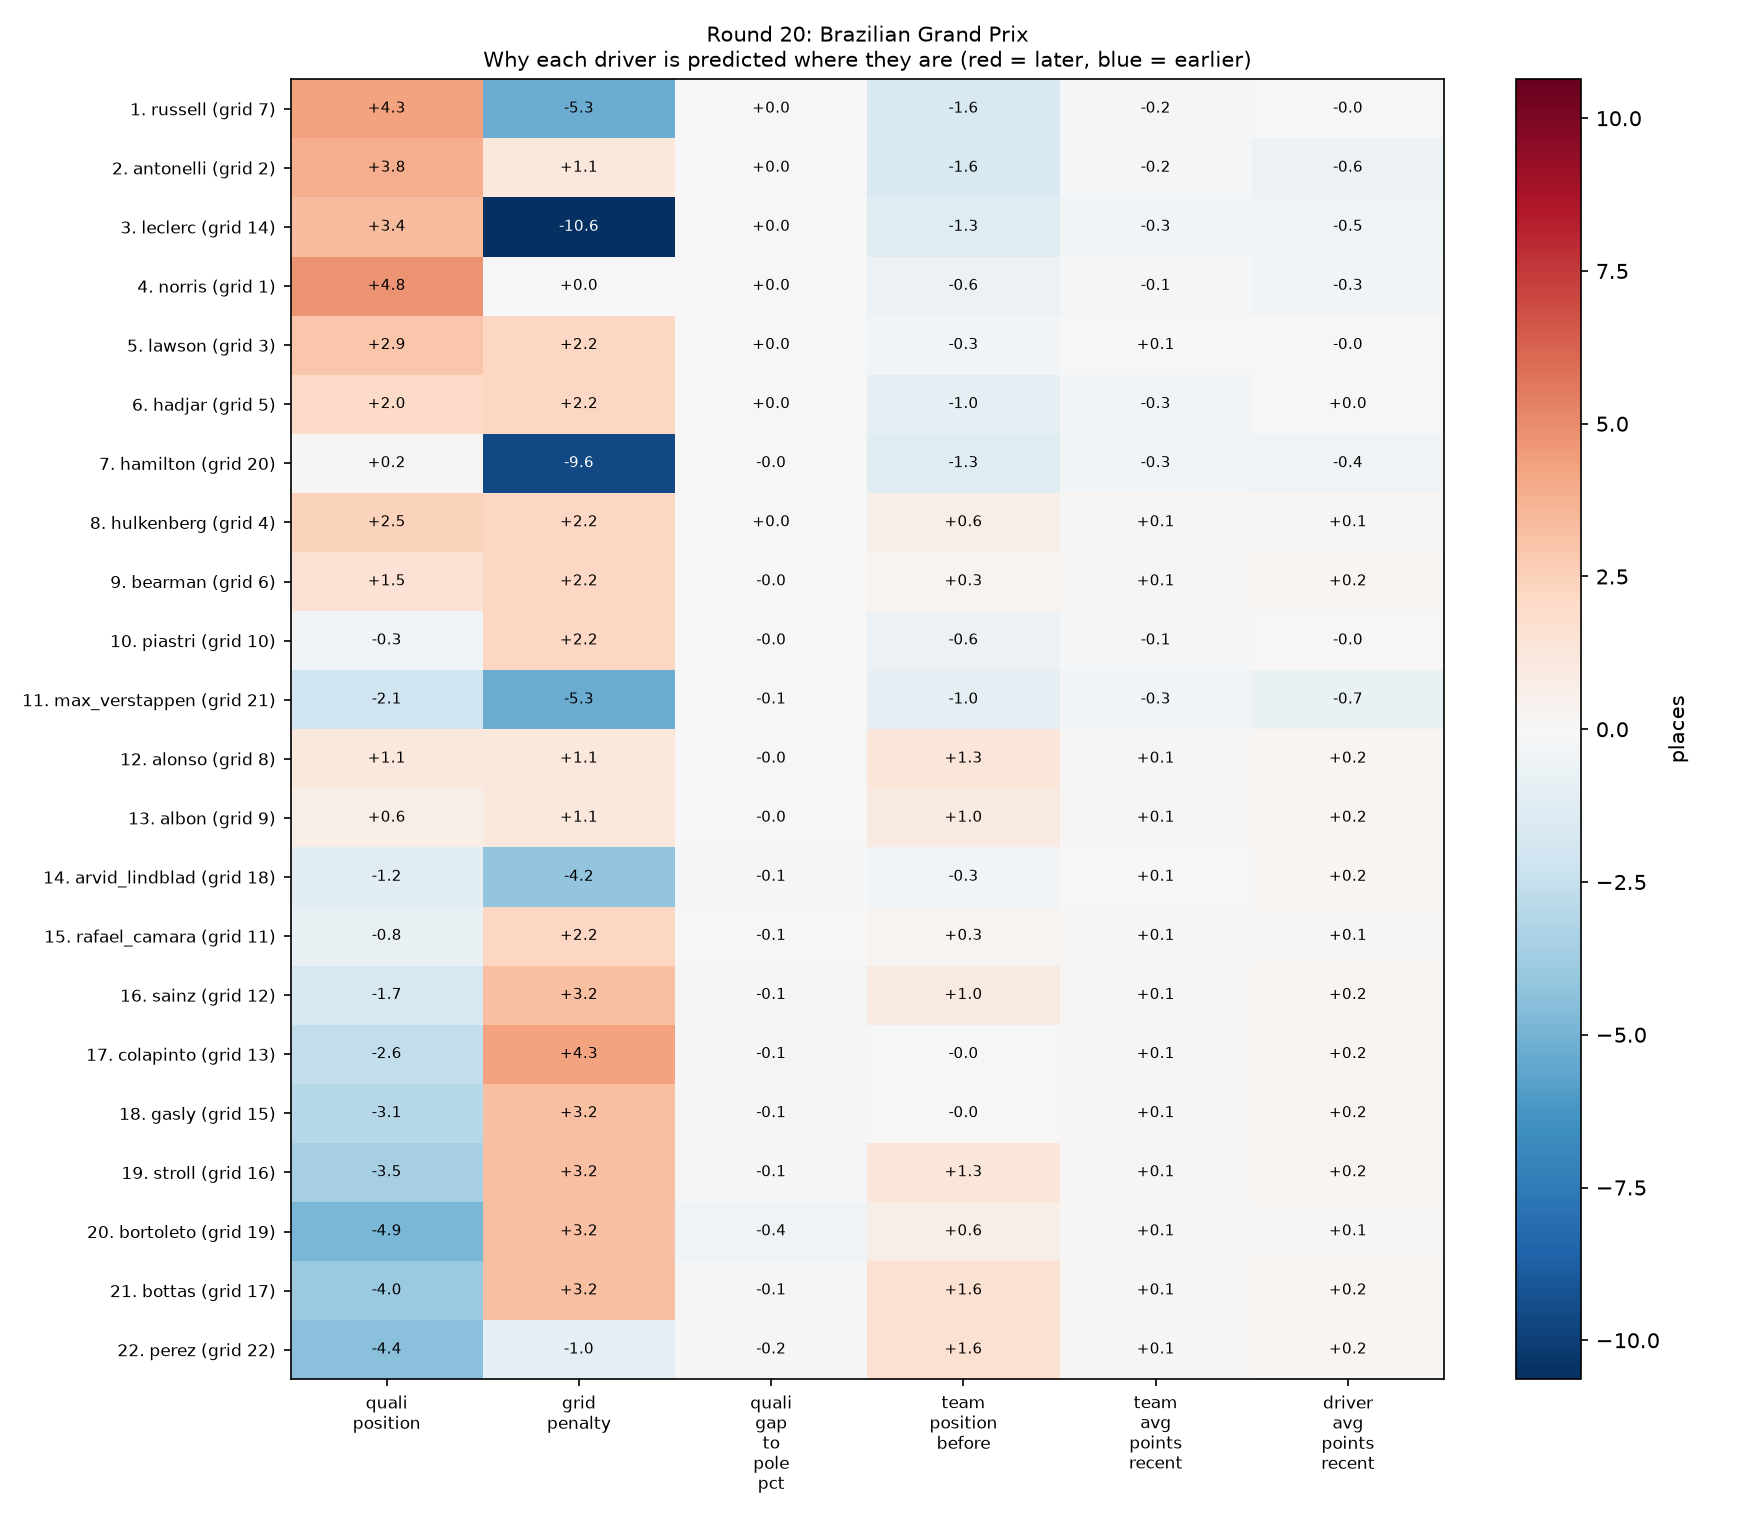 Round 20: Brazilian Grand Prix
Why each driver is predicted where they are (red = later, blue = earlier)
1. russell (grid 7) +4.3 -5.3 +0.0 -1.6 -0.2 -0.0
2. antonelli (grid 2) +3.8 +1.1 +0.0 -1.6 -0.2 -0.6
3. leclerc (grid 14) +3.4 -10.6 +0.0 -1.3 -0.3 -0.5
4. norris (grid 1) +4.8 +0.0 +0.0 -0.6 -0.1 -0.3
5. lawson (grid 3) +2.9 +2.2 +0.0 -0.3 +0.1 -0.0
6. hadjar (grid 5) +2.0 +2.2 +0.0 -1.0 -0.3 +0.0
7. hamilton (grid 20) +0.2 -9.6 -0.0 -1.3 -0.3 -0.4
8. hulkenberg (grid 4) +2.5 +2.2 +0.0 +0.6 +0.1 +0.1
9. bearman (grid 6) +1.5 +2.2 -0.0 +0.3 +0.1 +0.2
10. piastri (grid 10) -0.3 +2.2 -0.0 -0.6 -0.1 -0.0
11. max_verstappen (grid 21) -2.1 -5.3 -0.1 -1.0 -0.3 -0.7
12. alonso (grid 8) +1.1 +1.1 -0.0 +1.3 +0.1 +0.2
13. albon (grid 9) +0.6 +1.1 -0.0 +1.0 +0.1 +0.2
14. arvid_lindblad (grid 18) -1.2 -4.2 -0.1 -0.3 +0.1 +0.2
15. rafael_camara (grid 11) -0.8 +2.2 -0.1 +0.3 +0.1 +0.1
16. sainz (grid 12) -1.7 +3.2 -0.1 +1.0 +0.1 +0.2
17. colapinto (grid 13) -2.6 +4.3 -0.1 -0.0 +0.1 +0.2
18. gasly (grid 15) -3.1 +3.2 -0.1 -0.0 +0.1 +0.2
19. stroll (grid 16) -3.5 +3.2 -0.1 +1.3 +0.1 +0.2
20. bortoleto (grid 19) -4.9 +3.2 -0.4 +0.6 +0.1 +0.1
21. bottas (grid 17) -4.0 +3.2 -0.1 +1.6 +0.1 +0.2
22. perez (grid 22) -4.4 -1.0 -0.2 +1.6 +0.1 +0.2
quali
position
grid
penalty
quali
gap
to
pole
pct
team
position
before
team
avg
points
recent
driver
avg
points
recent
10.0
7.5
5.0
2.5
0.0
−2.5
−5.0
−7.5
−10.0
places